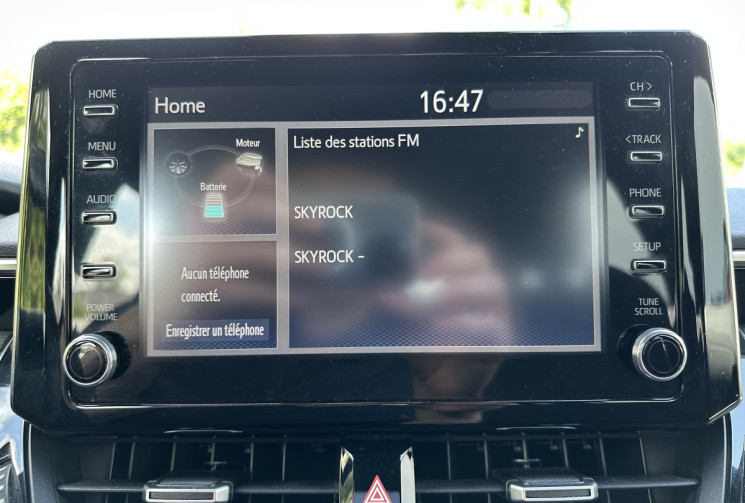 HOME
MENU
AUDIO
POWER
VOLUME
Home
16:47
Moteur
Batterie
Aucun téléphone
connecté.
Enregistrer un téléphone
Liste des stations FM
SKYROCK
SKYROCK -
CH >
< TRACK
PHONE
SETUP
TUNE
SCROLL